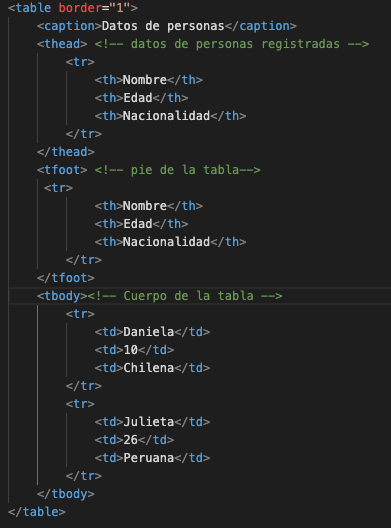 <table border="1">
    <caption>Datos de personas</caption>
    <thead> <!-- datos de personas registradas -->
        <tr>
            <th>Nombre</th>
            <th>Edad</th>
            <th>Nacionalidad</th>
        </tr>
    </thead>
    <tfoot> <!-- pie de la tabla-->
     <tr>
            <th>Nombre</th>
            <th>Edad</th>
            <th>Nacionalidad</th>
        </tr>
    </tfoot>
    <tbody><!-- Cuerpo de la tabla -->
        <tr>
            <td>Daniela</td>
            <td>10</td>
            <td>Chilena</td>
        </tr>
        <tr>
            <td>Julieta</td>
            <td>26</td>
            <td>Peruana</td>
        </tr>
    </tbody>
</table>